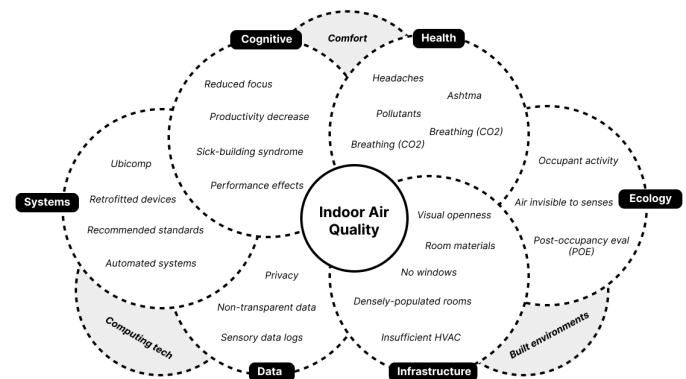 Cognitive
Comfort
Health
Reduced focus
Productivity decrease
Sick-building syndrome
Performance effects
Headaches
Ashtma
Pollutants
Breathing (CO2)
Breathing (CO2)
Systems
Ubicomp
Retrofitted devices
Recommended standards
Automated systems
Indoor Air
Quality
Occupant activity
Air invisible to senses
Ecology
Post-occupancy eval
(POE)
Visual openness
Room materials
No windows
Densely-populated rooms
Insufficient HVAC
Privacy
Non-transparent data
Sensory data logs
Computing tech
Data
Infrastructure
Built environments